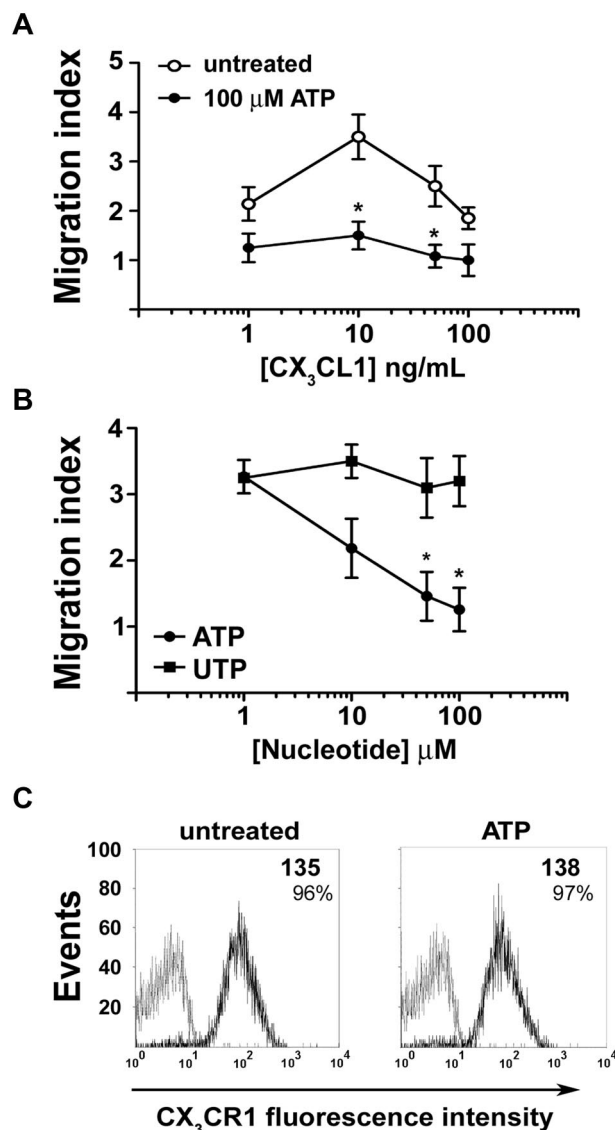 A
untreated
100 μM ATP
Migration index
5
4
3
2
1
* *
1 10 100
[CX₃CL1] ng/mL
B
Migration index
4
3
2
1
* *
ATP
UTP
1 10 100
[Nucleotide] μM
C
untreated ATP
Events
100
80
60
40
20
135
96%
138
97%
10⁰ 10¹ 10² 10³ 10⁴
10⁰ 10¹ 10² 10³ 10⁴
CX₃CR1 fluorescence intensity